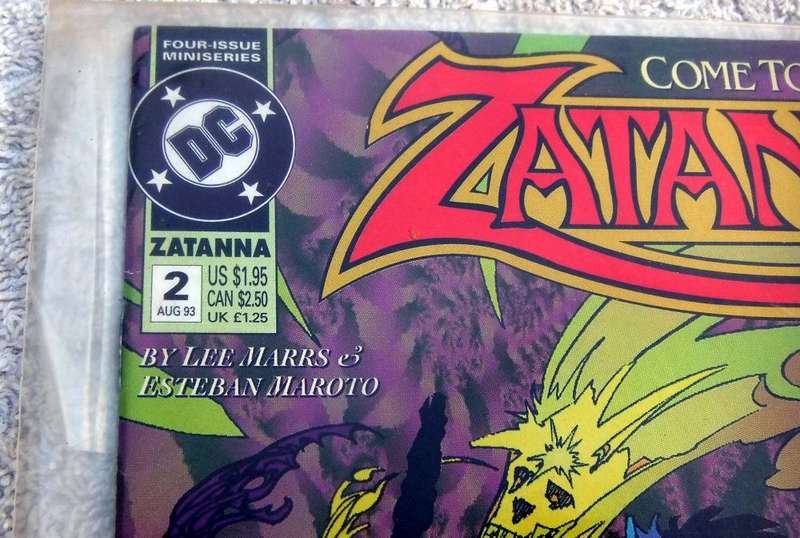 FOUR-ISSUE
MINISERIES
DC
ZATANNA
2
AUG 93
US $1.95
CAN $2.50
UK £1.25
BY LEE MARRS &
ESTEBAN MAROTO
COME TO
ZATAN